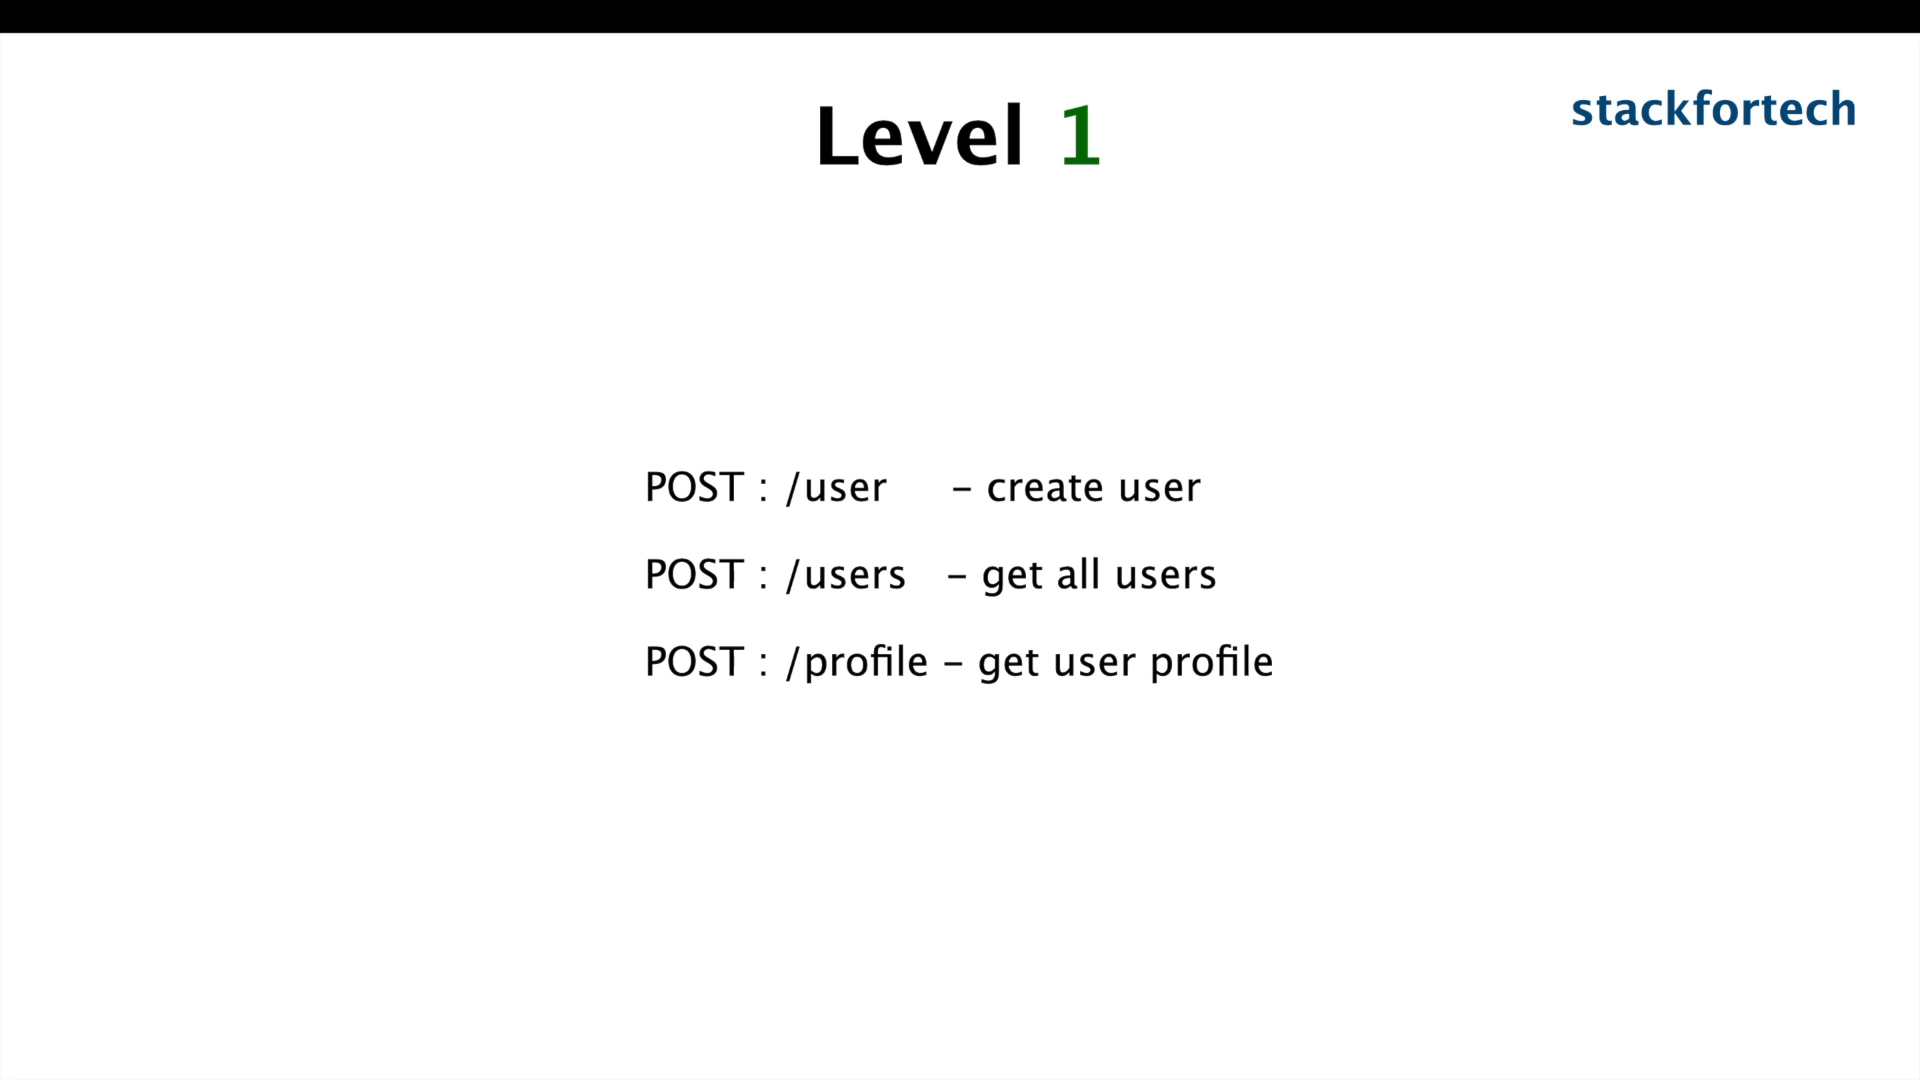 Level 1
stackfortech
POST : /user – create user
POST : /users – get all users
POST : /profile – get user profile